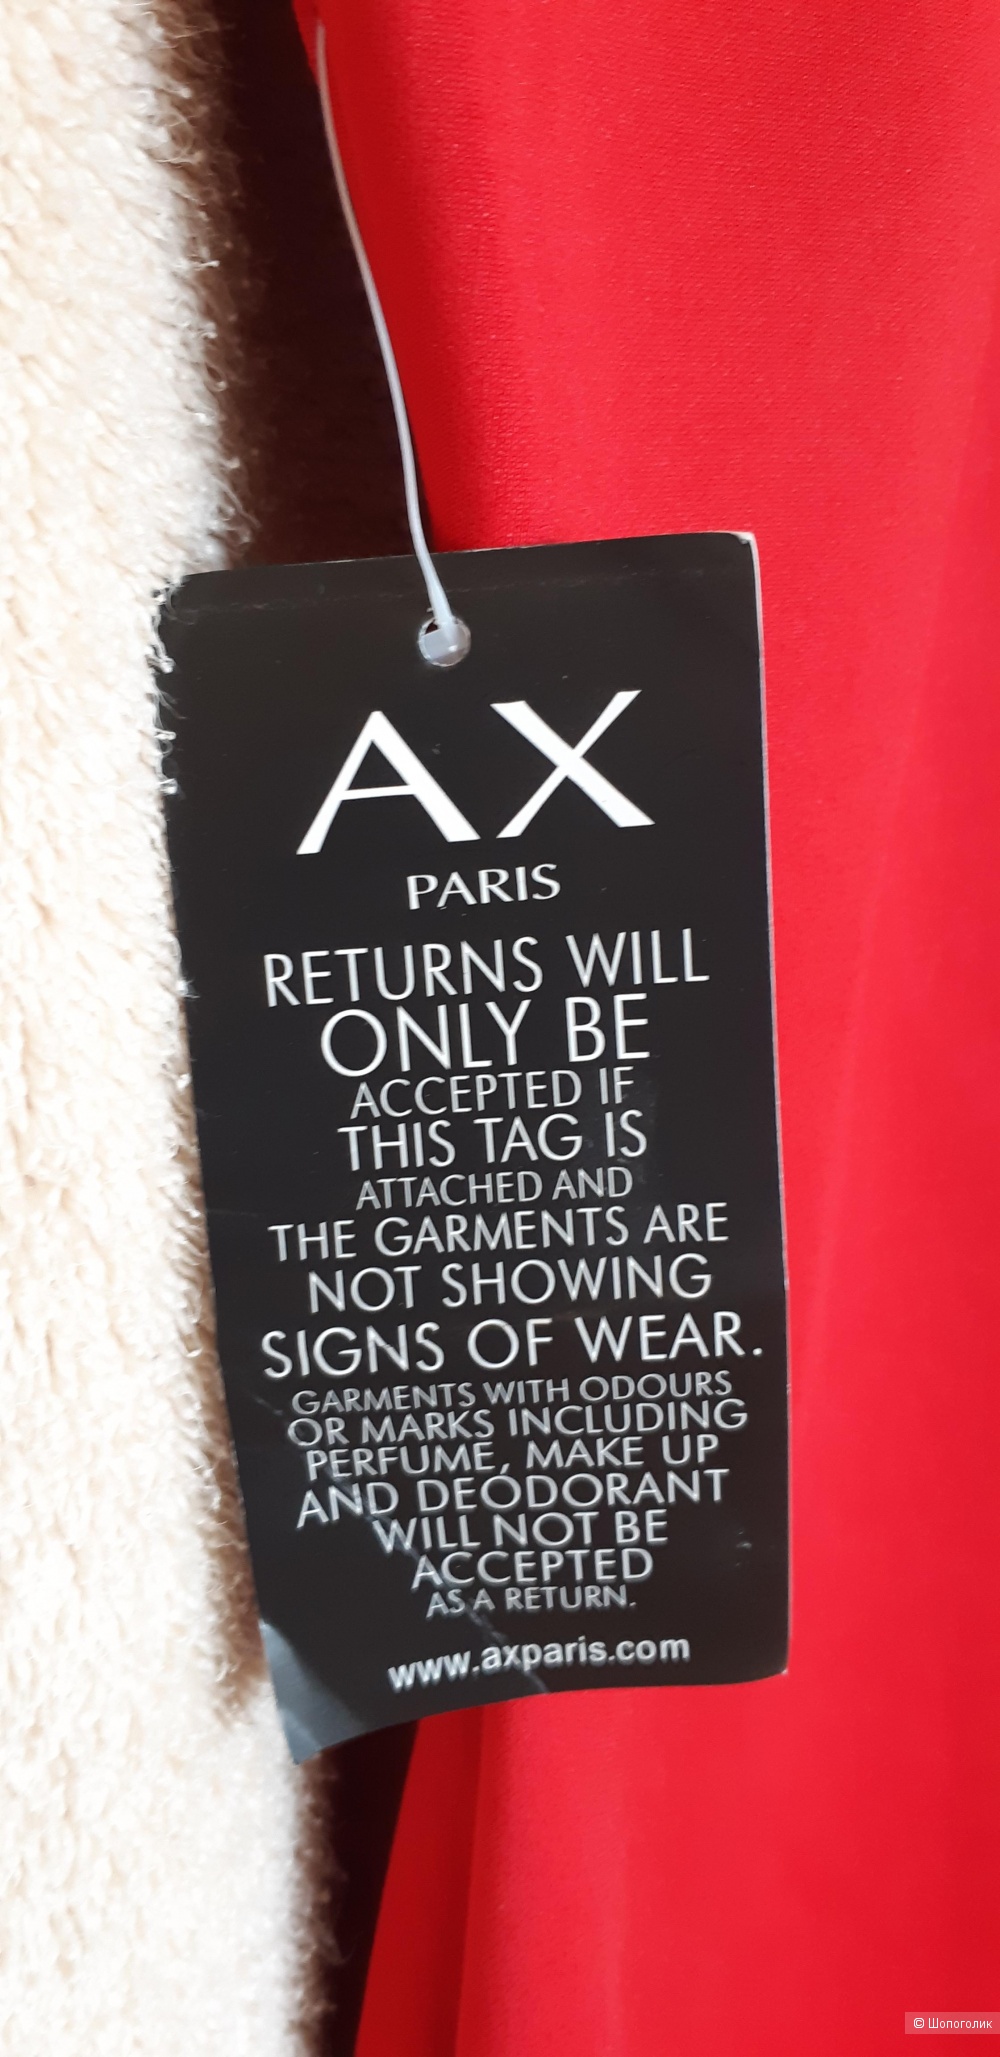 AX
PARIS
RETURNS WILL
ONLY BE
ACCEPTED IF
THIS TAG IS
ATTACHED AND
THE GARMENTS ARE
NOT SHOWING
SIGNS OF WEAR.
GARMENTS WITH ODOURS
OR MARKS INCLUDING
PERFUME, MAKE UP
AND DEODORANT
WILL NOT BE
ACCEPTED
AS A RETURN.
www.axparis.com
© Шопоголик